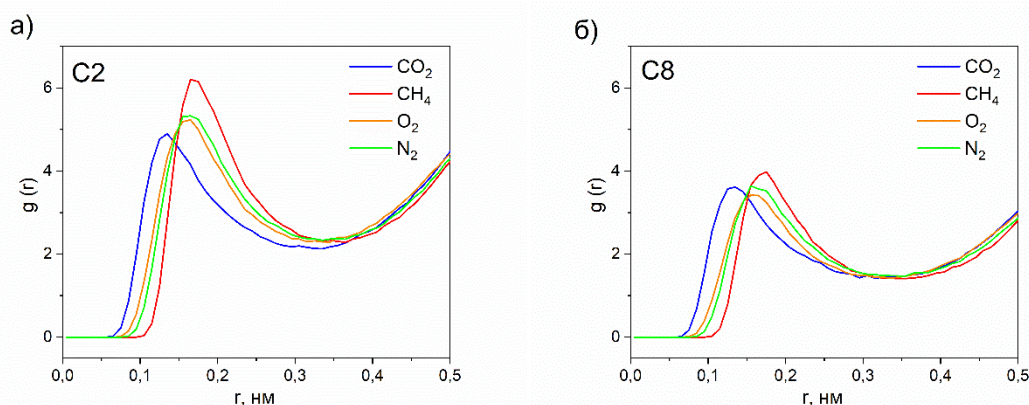 а)
C2
CO₂
CH₄
O₂
N₂
g (r)
6
4
2
0
0,0 0,1 0,2 0,3 0,4 0,5
r, нм
б)
C8
CO₂
CH₄
O₂
N₂
g (r)
6
4
2
0
0,0 0,1 0,2 0,3 0,4 0,5
r, нм